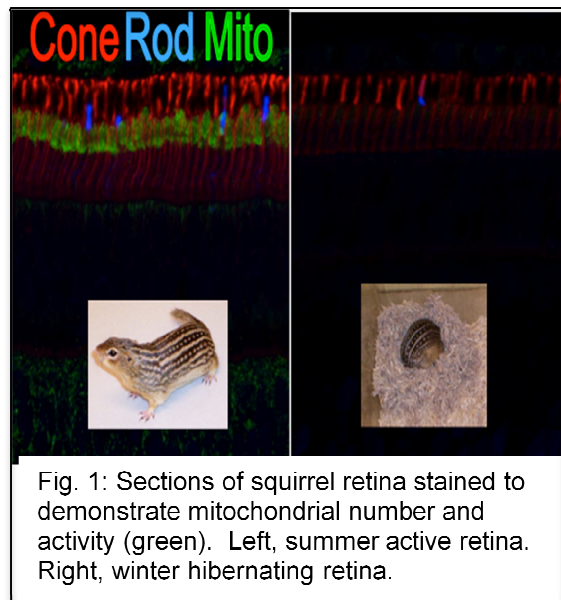 Cone Rod Mito
Fig. 1: Sections of squirrel retina stained to
demonstrate mitochondrial number and
activity (green).  Left, summer active retina.
Right, winter hibernating retina.